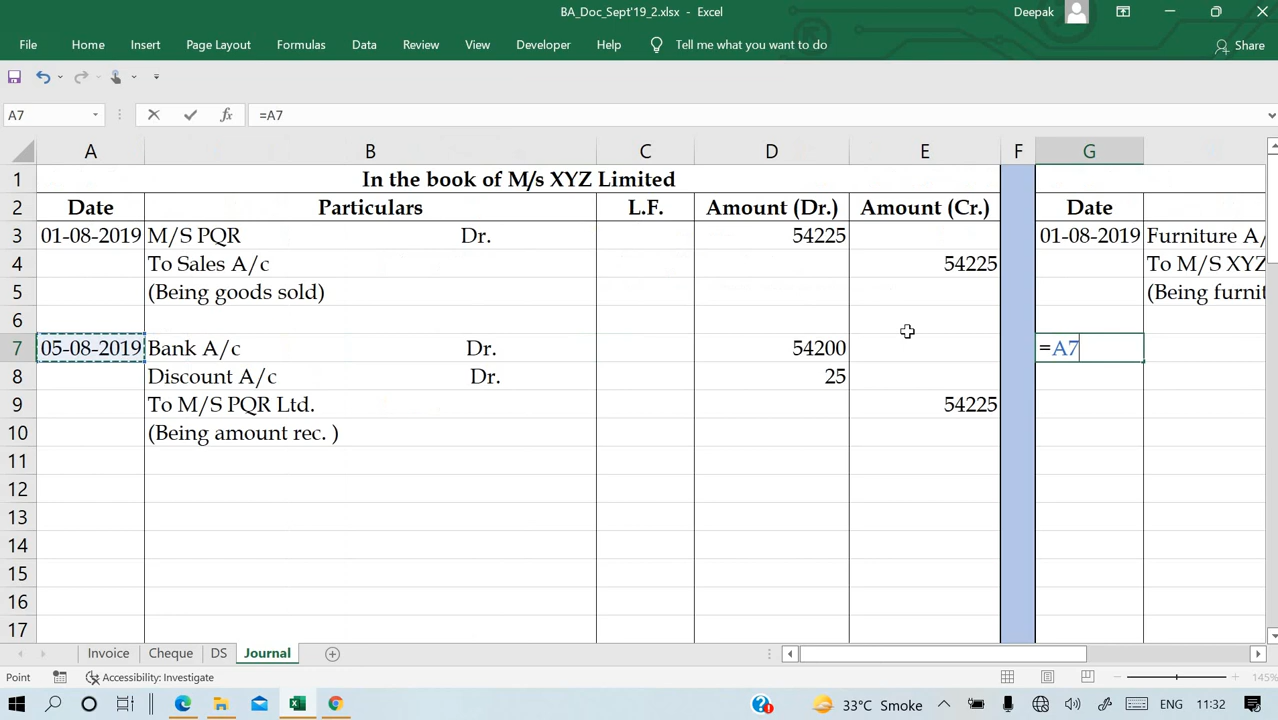 BA_Doc_Sept'19_2.xlsx - Excel
Deepak
File Home Insert Page Layout Formulas Data Review View Developer Help Tell me what you want to do Share
A7 fx =A7
A B C D E F G
1 In the book of M/s XYZ Limited
2 Date Particulars L.F. Amount (Dr.) Amount (Cr.) Date
3 01-08-2019 M/S PQR Dr. 54225 01-08-2019 Furniture A/
4 To Sales A/c 54225 To M/S XYZ
5 (Being goods sold) (Being furni
6
7 05-08-2019 Bank A/c Dr. 54200 =A7
8 Discount A/c Dr. 25
9 To M/S PQR Ltd. 54225
10 (Being amount rec. )
11
12
13
14
15
16
17
Invoice Cheque DS Journal
Point Accessibility: Investigate 145%
33°C Smoke ENG 11:32